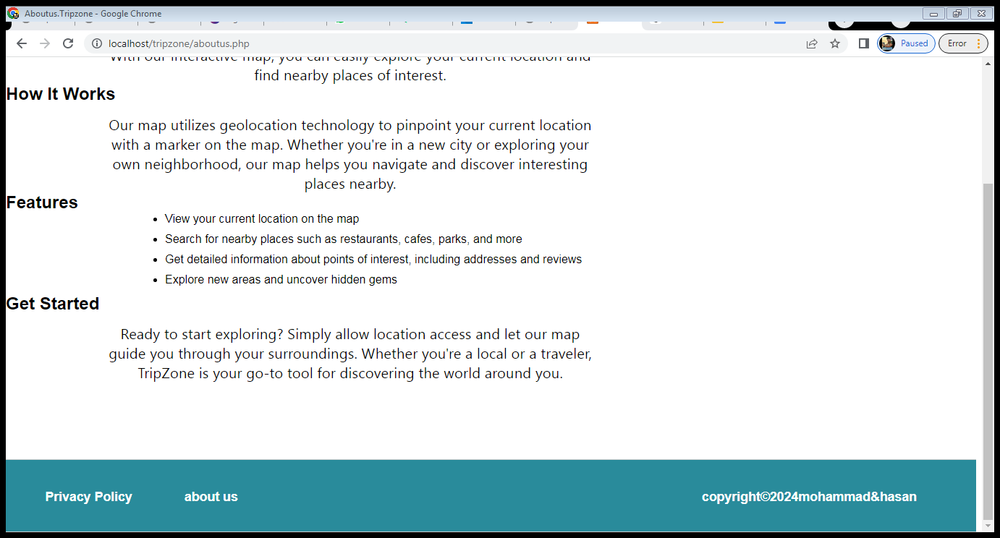 Aboutus.Tripzone - Google Chrome
localhost/tripzone/aboutus.php
Paused
Error
With our interactive map, you can easily explore your current location and
find nearby places of interest.
How It Works
Our map utilizes geolocation technology to pinpoint your current location
with a marker on the map. Whether you're in a new city or exploring your
own neighborhood, our map helps you navigate and discover interesting
places nearby.
Features
• View your current location on the map
• Search for nearby places such as restaurants, cafes, parks, and more
• Get detailed information about points of interest, including addresses and reviews
• Explore new areas and uncover hidden gems
Get Started
Ready to start exploring? Simply allow location access and let our map
guide you through your surroundings. Whether you're a local or a traveler,
TripZone is your go-to tool for discovering the world around you.
Privacy Policy about us copyright©2024mohammad&hasan